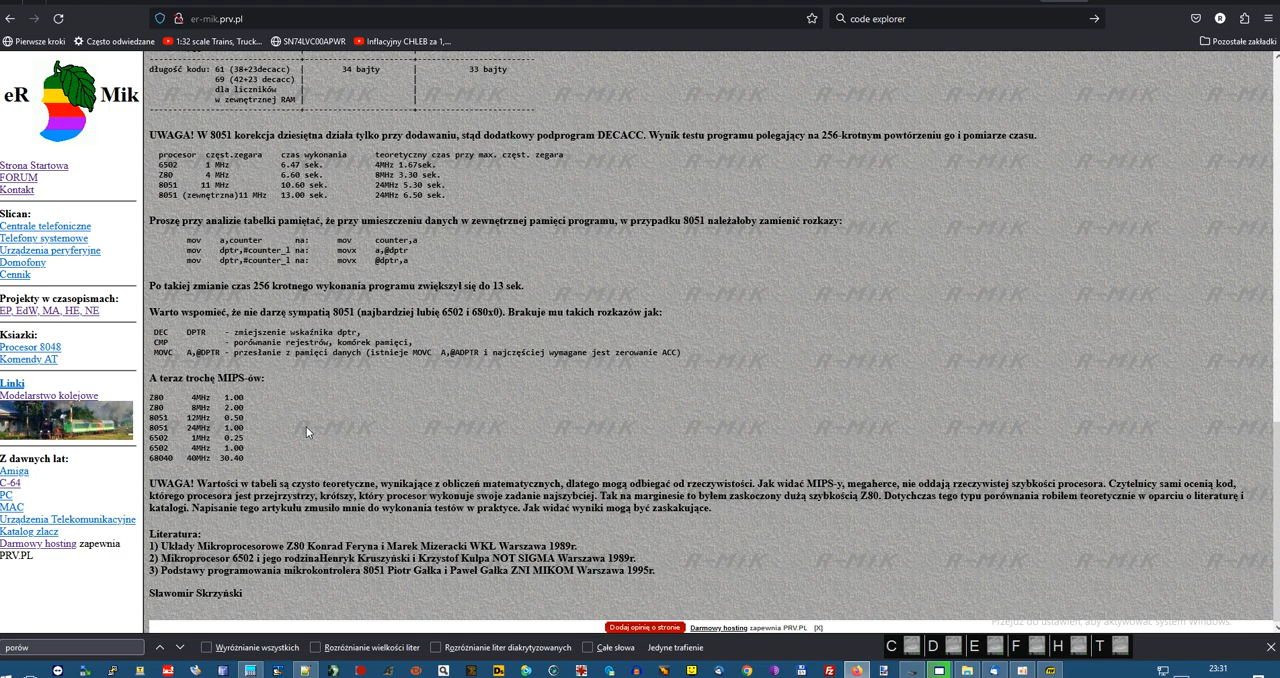 er-mik.prv.pl
code explorer
Pierwsze kroki
Często odwiedzane
1:32 scale Trains, Truck...
SN74LVC00APWR
Inflacyjny CHLEB za 1,...
Pozostałe zakładki
eR Mik
Strona Startowa
FORUM
Kontakt
Slican:
Centrale telefoniczne
Telefony systemowe
Urządzenia peryferyjne
Domofony
Cennik
Projekty w czasopismach:
EP, EdW, MA, HE, NE
Ksiazki:
Procesor 8048
Komendy AT
Linki
Modelarstwo kolejowe
Z dawnych lat:
Amiga
C-64
PC
MAC
Urządzenia Telekomunikacyjne
Katalog zlacz
Darmowy hosting zapewnia
PRV.PL
długość kodu: 61 (38+23decacc) | 34 bajty | 33 bajty
69 (42+23 decacc) |
dla liczników |
w zewnętrznej RAM |
UWAGA! W 8051 korekcja dziesiętna działa tylko przy dodawaniu, stąd dodatkowy podprogram DECACC. Wynik testu programu polegający na 256-krotnym powtórzeniu go i pomiarze czasu.
procesor częst.zegara czas wykonania teoretyczny czas przy max. częst. zegara
6502 1 MHz 6.47 sek. 4MHz 1.67sek.
Z80 4 MHz 6.60 sek. 8MHz 3.30 sek.
8051 11 MHz 10.60 sek. 24MHz 5.30 sek.
8051 (zewnętrzna)11 MHz 13.00 sek. 24MHz 6.50 sek.
Proszę przy analizie tabelki pamiętać, że przy umieszczeniu danych w zewnętrznej pamięci programu, w przypadku 8051 należałoby zamienić rozkazy:
mov a,counter na: mov counter,a
mov dptr,#counter_l na: movx a,@dptr
mov dptr,#counter_l na: movx @dptr,a
Po takiej zmianie czas 256 krotnego wykonania programu zwiększył się do 13 sek.
Warto wspomieć, że nie darzę sympatią 8051 (najbardziej lubię 6502 i 680x0). Brakuje mu takich rozkazów jak:
DEC DPTR - zmiejszenie wskaźnika dptr,
CMP - porównanie rejestrów, komórek pamięci,
MOVC A,@DPTR - przesłanie z pamięci danych (istnieje MOVC A,@ADPTR i najczęściej wymagane jest zerowanie ACC)
A teraz trochę MIPS-ów:
Z80 4MHz 1.00
Z80 8MHz 2.00
8051 12MHz 0.50
8051 24MHz 1.00
6502 1MHz 0.25
6502 4MHz 1.00
68040 40MHz 30.40
UWAGA! Wartości w tabeli są czysto teoretyczne, wynikające z obliczeń matematycznych, dlatego mogą odbiegać od rzeczywistości. Jak widać MIPS-y, megaherce, nie oddają rzeczywistej szybkości procesora. Czytelnicy sami ocenią kod,
którego procesora jest przejrzystry, krótszy, który procesor wykonuje swoje zadanie najszybciej. Tak na marginesie to byłem zaskoczony dużą szybkością Z80. Dotychczas tego typu porównania robiłem teoretycznie w oparciu o literaturę i
katalogi. Napisanie tego artykułu zmusiło mnie do wykonania testów w praktyce. Jak widać wyniki mogą być zaskakujące.
Literatura:
1) Układy Mikroprocesorowe Z80 Konrad Feryna i Marek Mizeracki WKŁ Warszawa 1989r.
2) Mikroprocesor 6502 i jego rodzinaHenryk Kruszyński i Krzystof Kulpa NOT SIGMA Warszawa 1989r.
3) Podstawy programowania mikrokontrolera 8051 Piotr Gałka i Paweł Gałka ZNI MIKOM Warszawa 1995r.
Sławomir Skrzyński
Przejdź do ustawień, aby aktywować system Windows.
Dodaj opinię o stronie Darmowy hosting zapewnia PRV.PL [X]
porów
Wyróżnianie wszystkich
Rozróżnianie wielkości liter
Rozróżnianie liter diakrytyzowanych
Całe słowa
Jedyne trafienie
C D E F H T
23:31